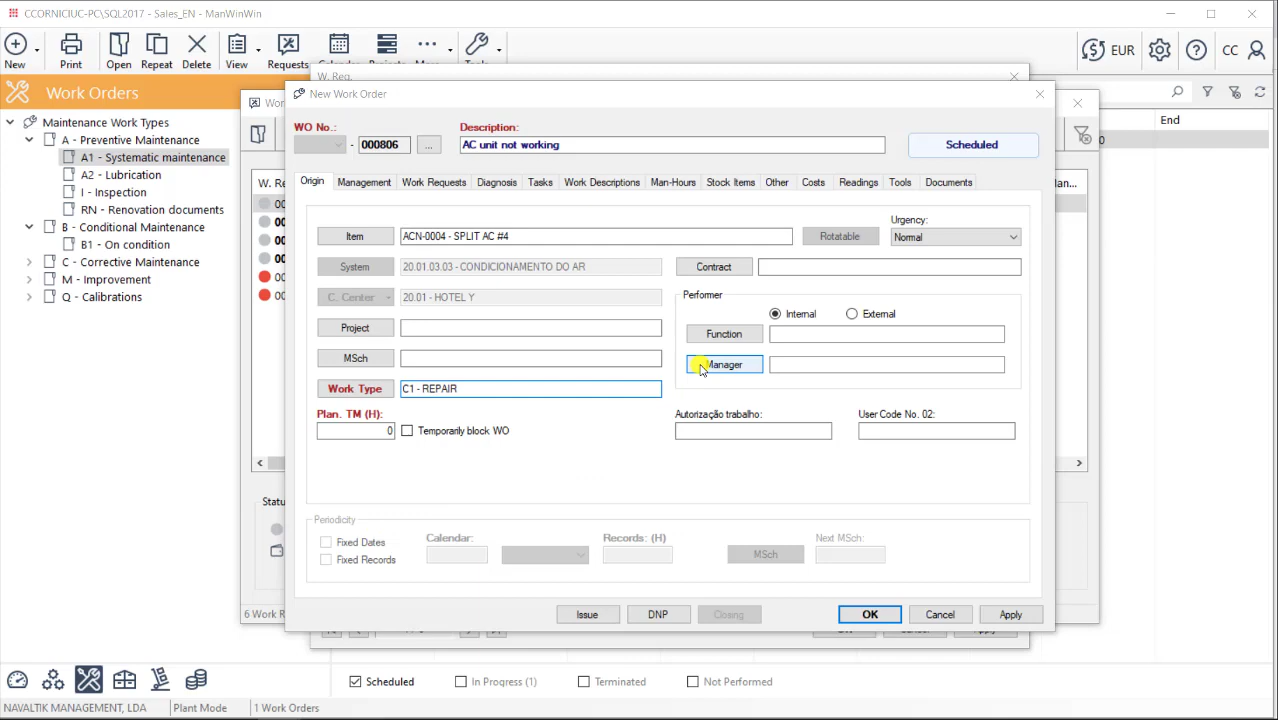 CCORNICIUC-PC\SQL2017 - Sales_EN - ManWinWin
New
Print
Open
Repeat
Delete
View
Requests
Tools
EUR
CC
Work Orders
Maintenance Work Types
A - Preventive Maintenance
A1 - Systematic maintenance
A2 - Lubrication
I - Inspection
RN - Renovation documents
B - Conditional Maintenance
B1 - On condition
C - Corrective Maintenance
M - Improvement
Q - Calibrations
End
W. Req.
New Work Order
WO No.:
Description:
- 000806
...
AC unit not working
Scheduled
Origin
Management
Work Requests
Diagnosis
Tasks
Work Descriptions
Man-Hours
Stock Items
Other
Costs
Readings
Tools
Documents
Item
ACN-0004 - SPLIT AC #4
Rotatable
Urgency:
Normal
System
20.01.03.03 - CONDICIONAMENTO DO AR
Contract
C. Center
20.01 - HOTEL Y
Performer
Internal
External
Project
Function
MSch
Manager
Work Type
C1 - REPAIR
Plan. TM (H):
0
Temporarily block WO
Autorização trabalho:
User Code No. 02:
Periodicity
Fixed Dates
Fixed Records
Calendar:
Records: (H)
MSch
Next MSch:
Issue
DNP
Closing
OK
Cancel
Apply
Scheduled
In Progress (1)
Terminated
Not Performed
NAVALTIK MANAGEMENT, LDA
Plant Mode
1 Work Orders